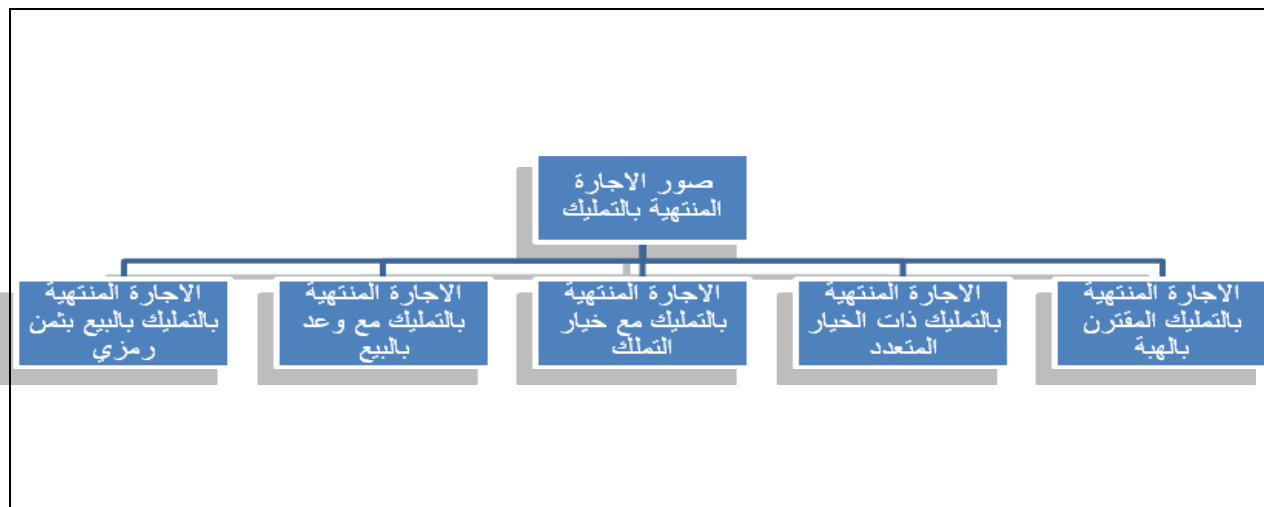 صور الاجارة
المنتهية بالتمليك
الاجارة المنتهية
بالتمليك المقترن
بالهبة
الاجارة المنتهية
بالتمليك ذات الخيار
المتعدد
الاجارة المنتهية
بالتمليك مع خيار
التملك
الاجارة المنتهية
بالتمليك مع وعد
بالبيع
الاجارة المنتهية
بالتمليك بالبيع بثمن
رمزي